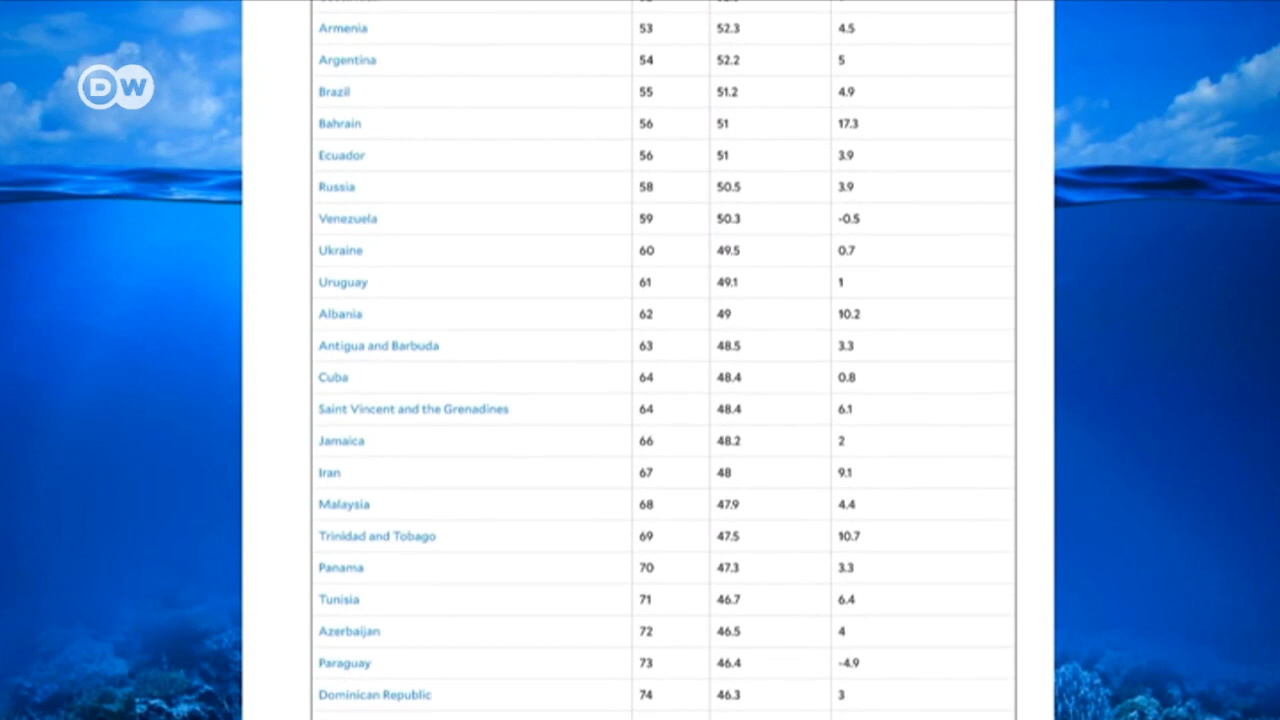 DW
Armenia 53 52.3 4.5
Argentina 54 52.2 5
Brazil 55 51.2 4.9
Bahrain 56 51 17.3
Ecuador 56 51 3.9
Russia 58 50.5 3.9
Venezuela 59 50.3 -0.5
Ukraine 60 49.5 0.7
Uruguay 61 49.1 1
Albania 62 49 10.2
Antigua and Barbuda 63 48.5 3.3
Cuba 64 48.4 0.8
Saint Vincent and the Grenadines 64 48.4 6.1
Jamaica 66 48.2 2
Iran 67 48 9.1
Malaysia 68 47.9 4.4
Trinidad and Tobago 69 47.5 10.7
Panama 70 47.3 3.3
Tunisia 71 46.7 6.4
Azerbaijan 72 46.5 4
Paraguay 73 46.4 -4.9
Dominican Republic 74 46.3 3